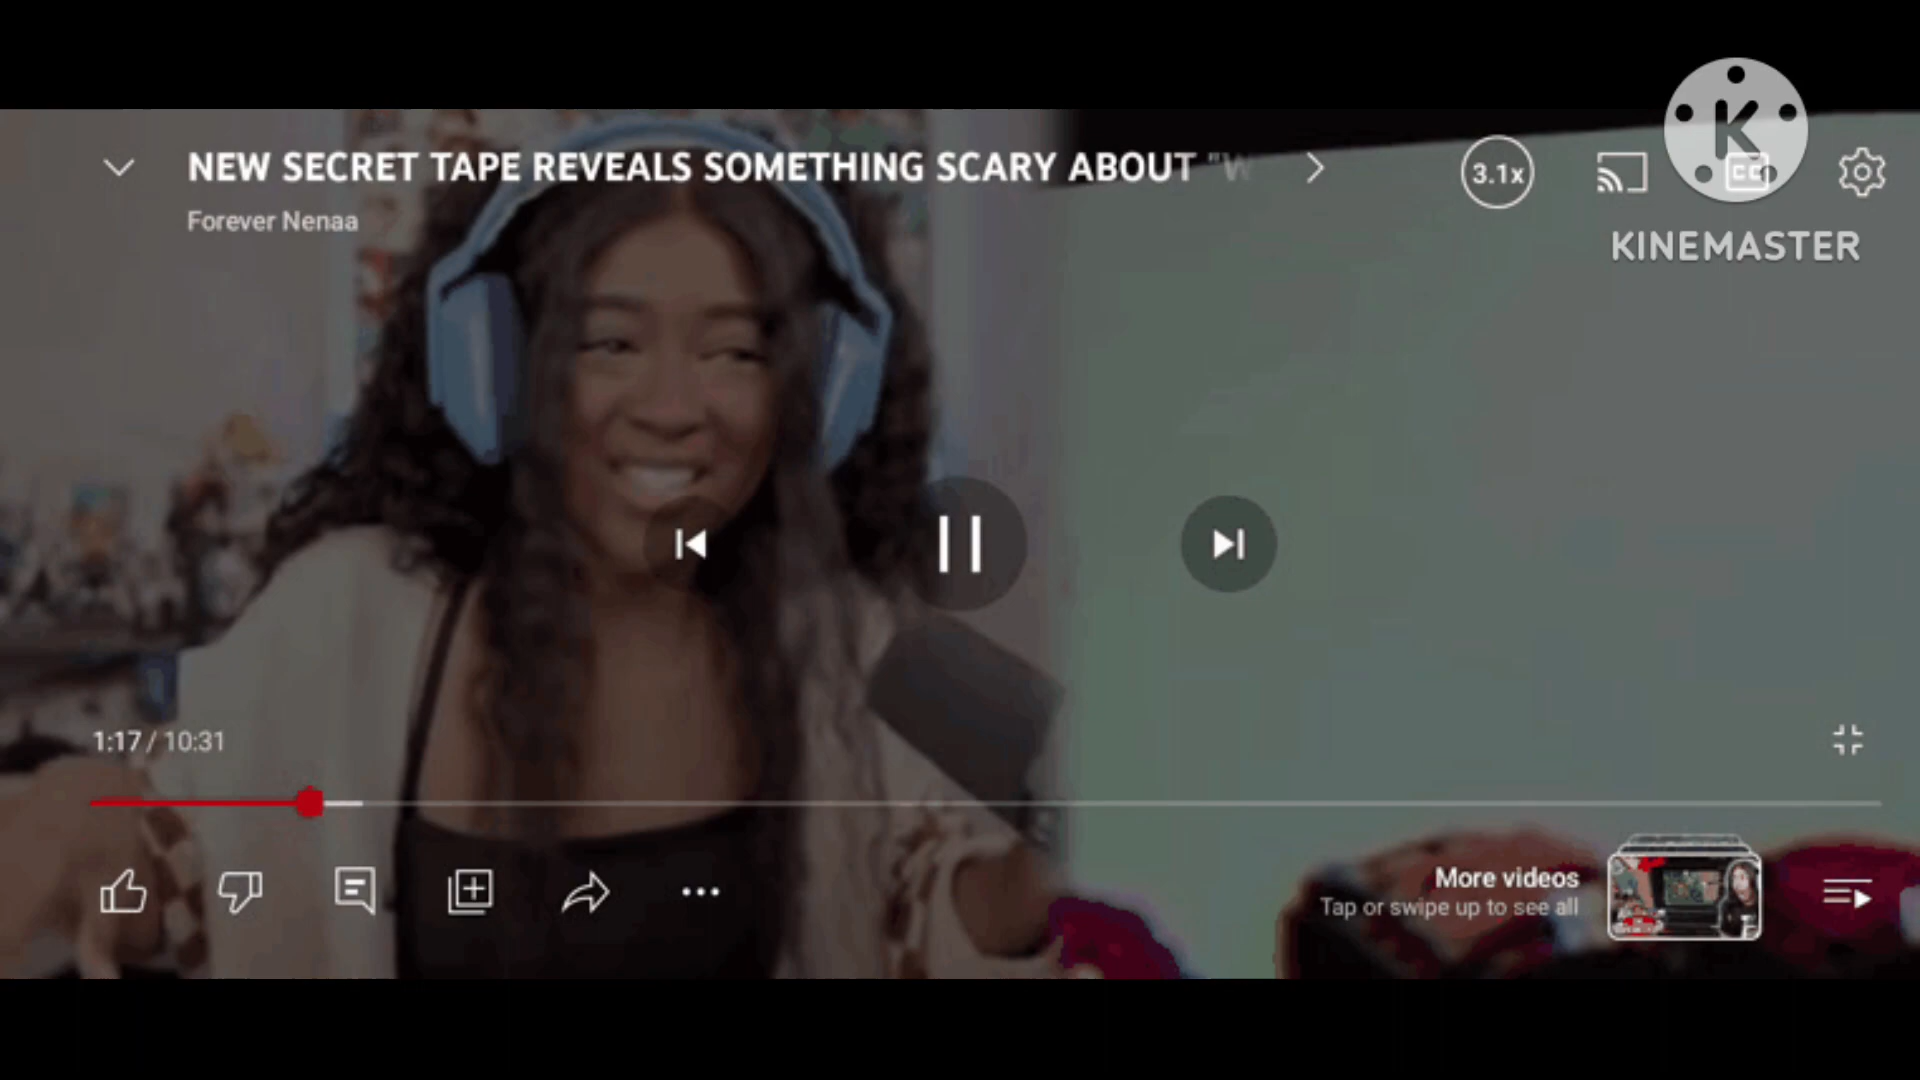 NEW SECRET TAPE REVEALS SOMETHING SCARY ABOUT "W
Forever Nenaa
3.1x
CC
K
KINEMASTER
1:17 / 10:31
More videos
Tap or swipe up to see all